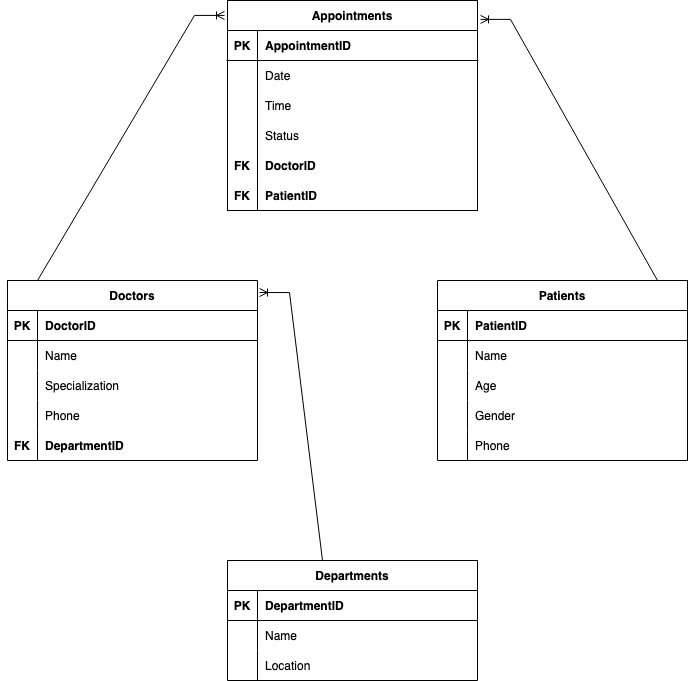 Appointments
PK AppointmentID
Date
Time
Status
FK DoctorID
FK PatientID
Doctors
PK DoctorID
Name
Specialization
Phone
FK DepartmentID
Patients
PK PatientID
Name
Age
Gender
Phone
Departments
PK DepartmentID
Name
Location